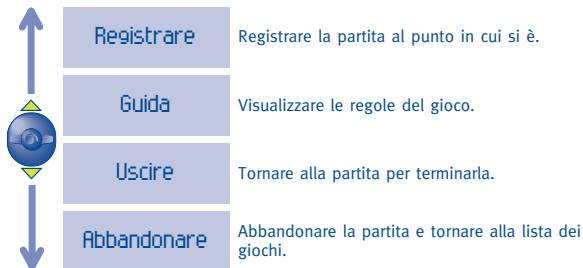 Registrare
Registrare la partita al punto in cui si è.
Guida
Visualizzare le regole del gioco.
Uscire
Tornare alla partita per terminarla.
Abbandonare
Abbandonare la partita e tornare alla lista dei
giochi.